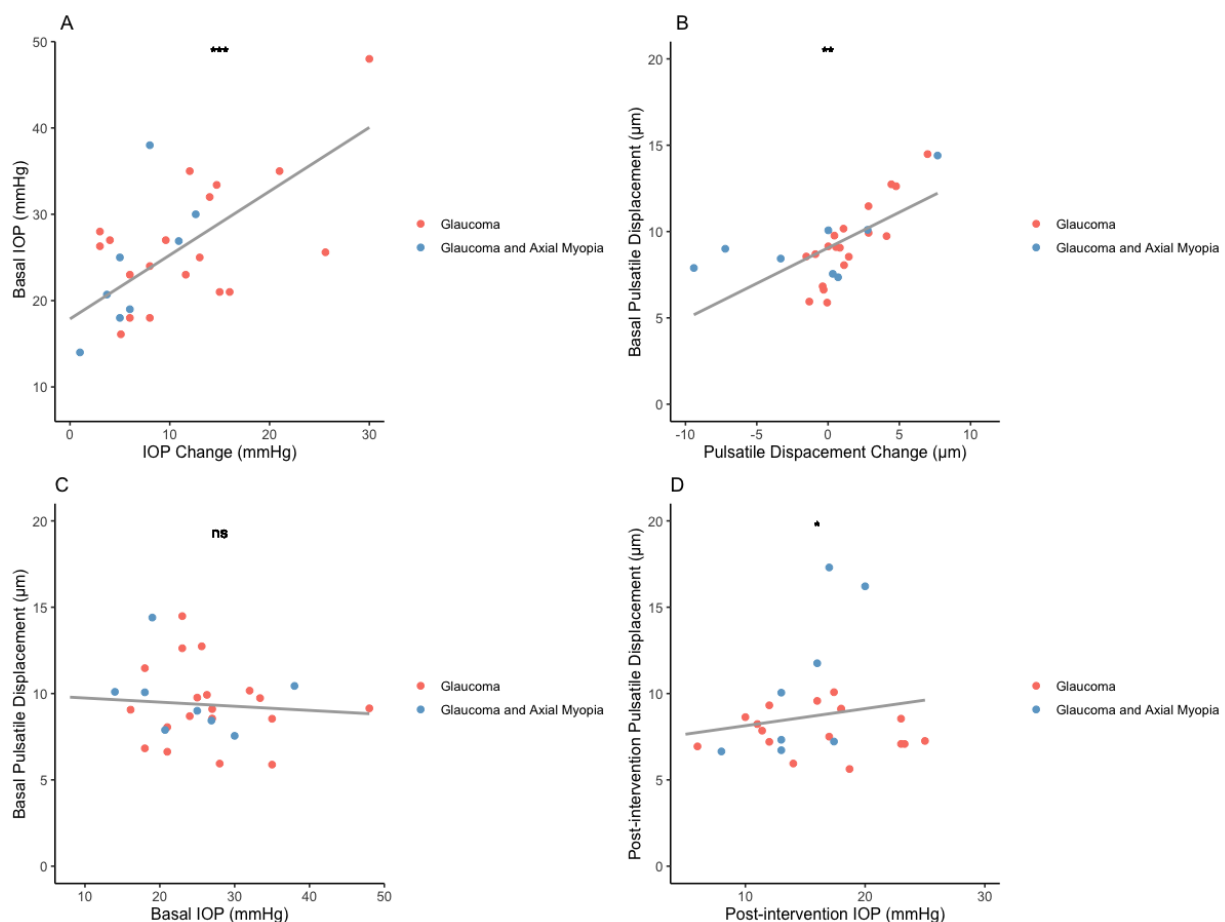 A
***
50
40
30
20
10
Basal IOP (mmHg)
0
10
20
30
IOP Change (mmHg)
Glaucoma
Glaucoma and Axial Myopia
B
**
20
15
10
5
0
Basal Pulsatile Displacement (µm)
-10
-5
0
5
10
Pulsatile Dispacement Change (µm)
Glaucoma
Glaucoma and Axial Myopia
C
ns
20
15
10
5
0
Basal Pulsatile Displacement (µm)
10
20
30
40
50
Basal IOP (mmHg)
Glaucoma
Glaucoma and Axial Myopia
D
*
20
15
10
5
0
Post-intervention Pulsatile Displacement (µm)
10
20
30
Post-intervention IOP (mmHg)
Glaucoma
Glaucoma and Axial Myopia